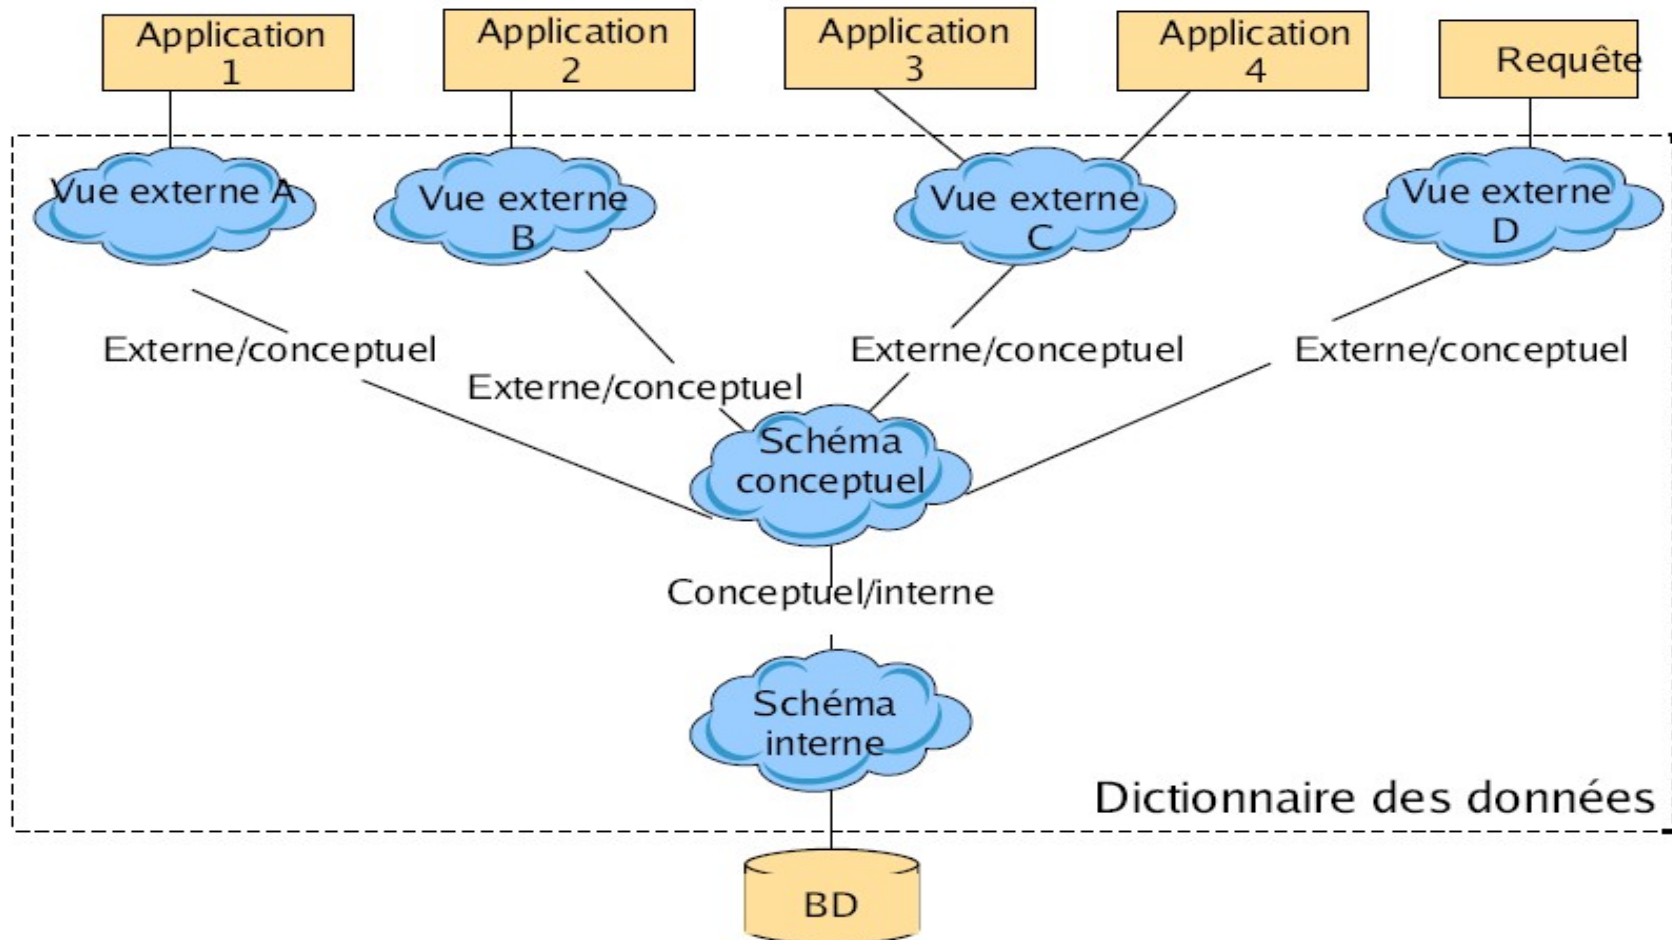 Application
1
Application
2
Application
3
Application
4
Requête
Vue externe A
Vue externe
B
Vue externe
C
Vue externe
D
Externe/conceptuel
Externe/conceptuel
Externe/conceptuel
Externe/conceptuel
Schéma
conceptuel
Conceptuel/interne
Schéma
interne
Dictionnaire des données
BD